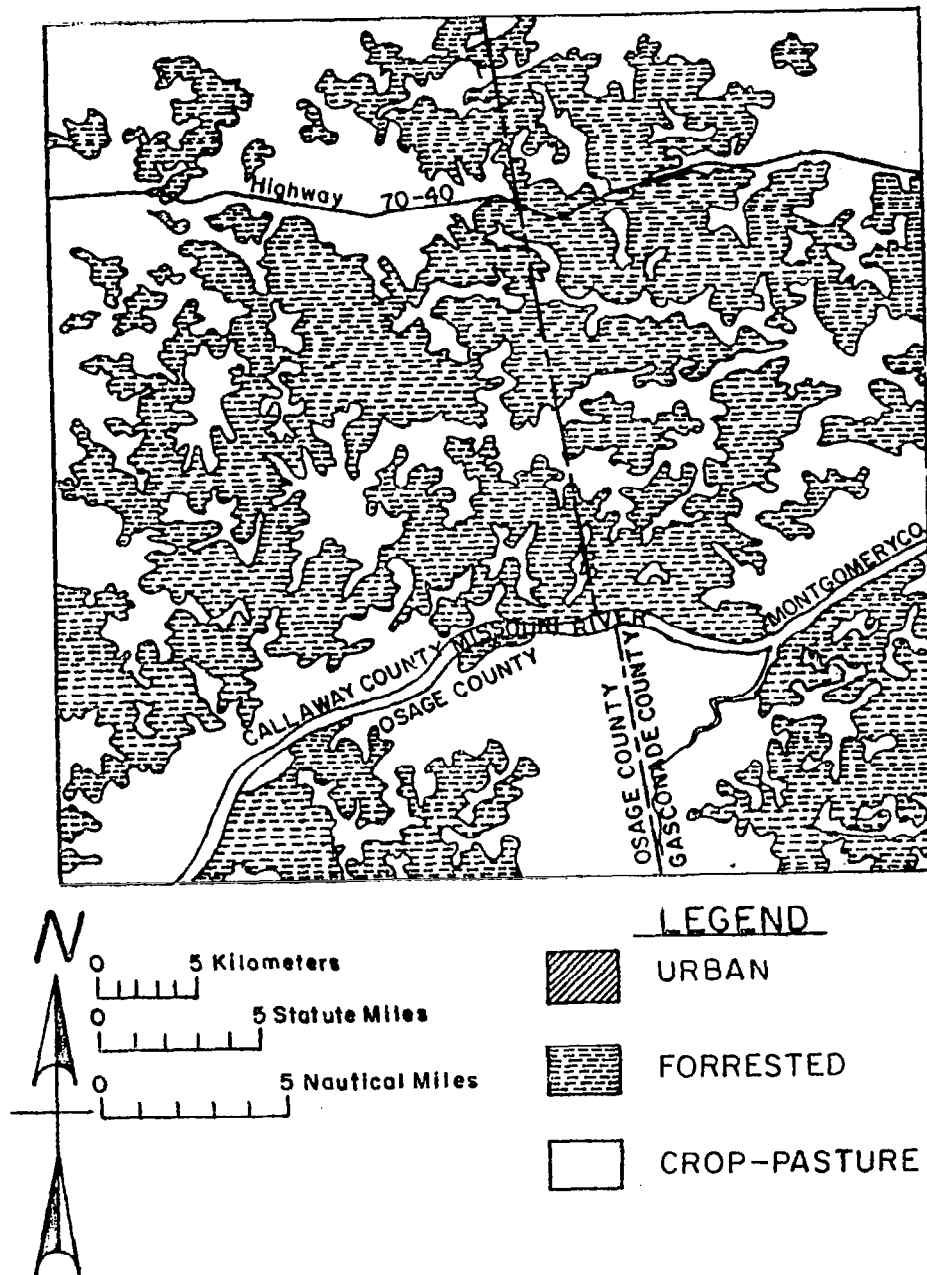 Highway 70-40
MONTGOMERY CO.
CALLAWAY COUNTY
MISSOURI RIVER
OSAGE COUNTY
OSAGE COUNTY
GASCONADE COUNTY
N
0 5 Kilometers
0 5 Statute Miles
0 5 Nautical Miles
LEGEND
URBAN
FORRESTED
CROP-PASTURE